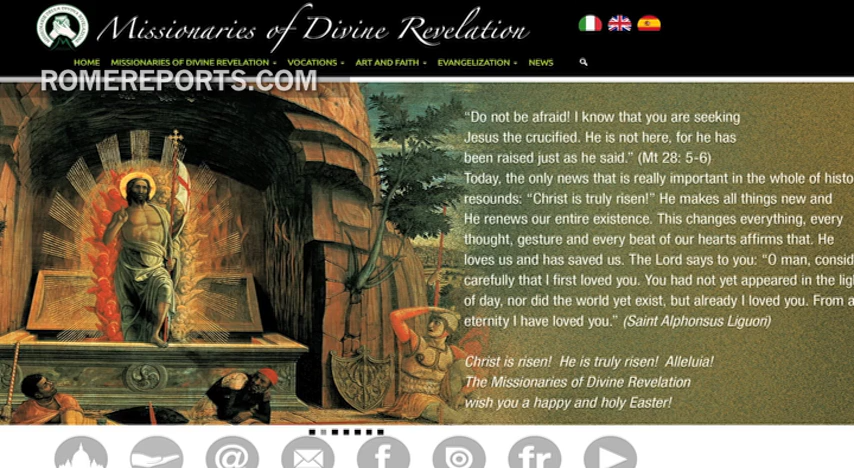 Missionaries of Divine Revelation
HOME MISSIONARIES OF DIVINE REVELATION VOCATIONS ART AND FAITH EVANGELIZATION NEWS
ROMEREPORTS.COM
“Do not be afraid! I know that you are seeking
Jesus the crucified. He is not here, for he has
been raised just as he said.” (Mt 28: 5-6)
Today, the only news that is really important in the whole of histo
resounds: “Christ is truly risen!” He makes all things new and
He renews our entire existence. This changes everything, every
thought, gesture and every beat of our hearts affirms that. He
loves us and has saved us. The Lord says to you: “O man, consid
carefully that I first loved you. You had not yet appeared in the lig
of day, nor did the world yet exist, but already I loved you. From a
eternity I have loved you.” (Saint Alphonsus Liguori)
Christ is risen! He is truly risen! Alleluia!
The Missionaries of Divine Revelation
wish you a happy and holy Easter!
@ f fr